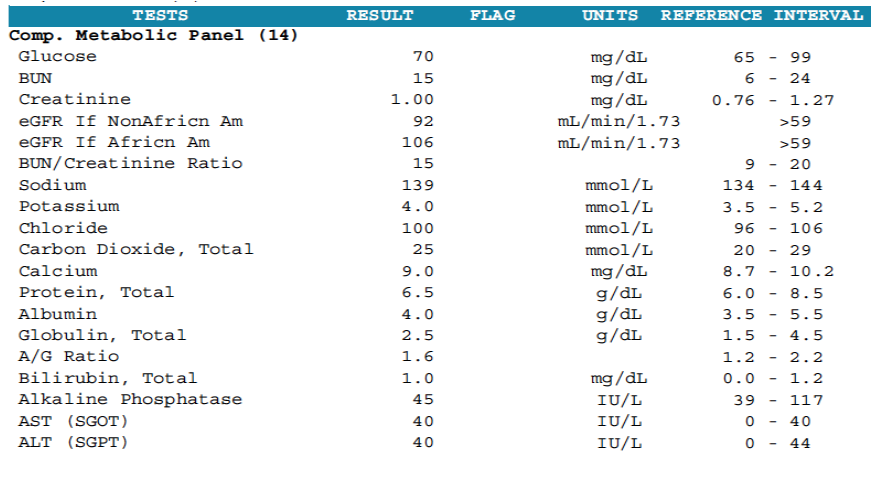 TESTS RESULT FLAG UNITS REFERENCE INTERVAL
Comp. Metabolic Panel (14)
Glucose 70 mg/dL 65 - 99
BUN 15 mg/dL 6 - 24
Creatinine 1.00 mg/dL 0.76 - 1.27
eGFR If NonAfricn Am 92 mL/min/1.73 >59
eGFR If Africn Am 106 mL/min/1.73 >59
BUN/Creatinine Ratio 15 9 - 20
Sodium 139 mmol/L 134 - 144
Potassium 4.0 mmol/L 3.5 - 5.2
Chloride 100 mmol/L 96 - 106
Carbon Dioxide, Total 25 mmol/L 20 - 29
Calcium 9.0 mg/dL 8.7 - 10.2
Protein, Total 6.5 g/dL 6.0 - 8.5
Albumin 4.0 g/dL 3.5 - 5.5
Globulin, Total 2.5 g/dL 1.5 - 4.5
A/G Ratio 1.6 1.2 - 2.2
Bilirubin, Total 1.0 mg/dL 0.0 - 1.2
Alkaline Phosphatase 45 IU/L 39 - 117
AST (SGOT) 40 IU/L 0 - 40
ALT (SGPT) 40 IU/L 0 - 44